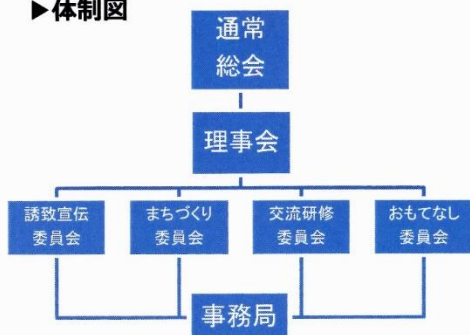 ▶体制図
通常
総会
理事会
誘致宣伝
委員会
まちづくり
委員会
交流研修
委員会
おもてなし
委員会
事務局